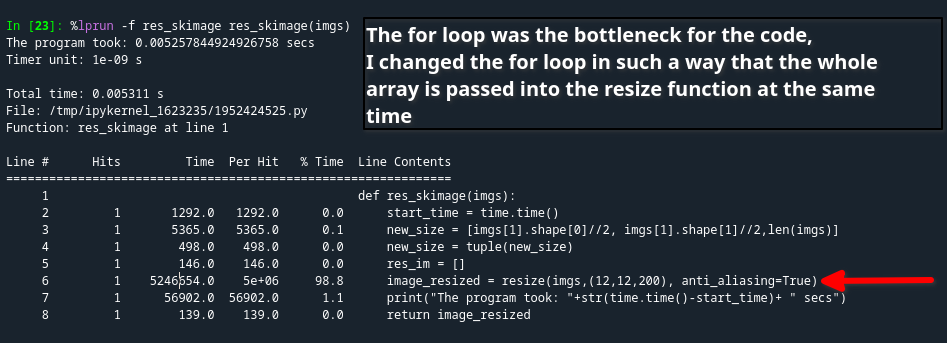 In [23]: %lprun -f res_skimage res_skimage(imgs)
The program took: 0.005257844924926758 secs
Timer unit: 1e-09 s
The for loop was the bottleneck for the code,
I changed the for loop in such a way that the whole
array is passed into the resize function at the same
time
Total time: 0.005311 s
File: /tmp/ipykernel_1623235/1952424525.py
Function: res_skimage at line 1
Line #      Hits         Time  Per Hit   % Time  Line Contents
==============================================================
     1                                           def res_skimage(imgs):
     2         1       1292.0   1292.0      0.0      start_time = time.time()
     3         1       5365.0   5365.0      0.1      new_size = [imgs[1].shape[0]//2, imgs[1].shape[1]//2,len(imgs)]
     4         1        498.0    498.0      0.0      new_size = tuple(new_size)
     5         1        146.0    146.0      0.0      res_im = []
     6         1    5246554.0    5e+06     98.8      image_resized = resize(imgs,(12,12,200), anti_aliasing=True)
     7         1      56902.0  56902.0      1.1      print("The program took: "+str(time.time()-start_time)+ " secs")
     8         1        139.0    139.0      0.0      return image_resized